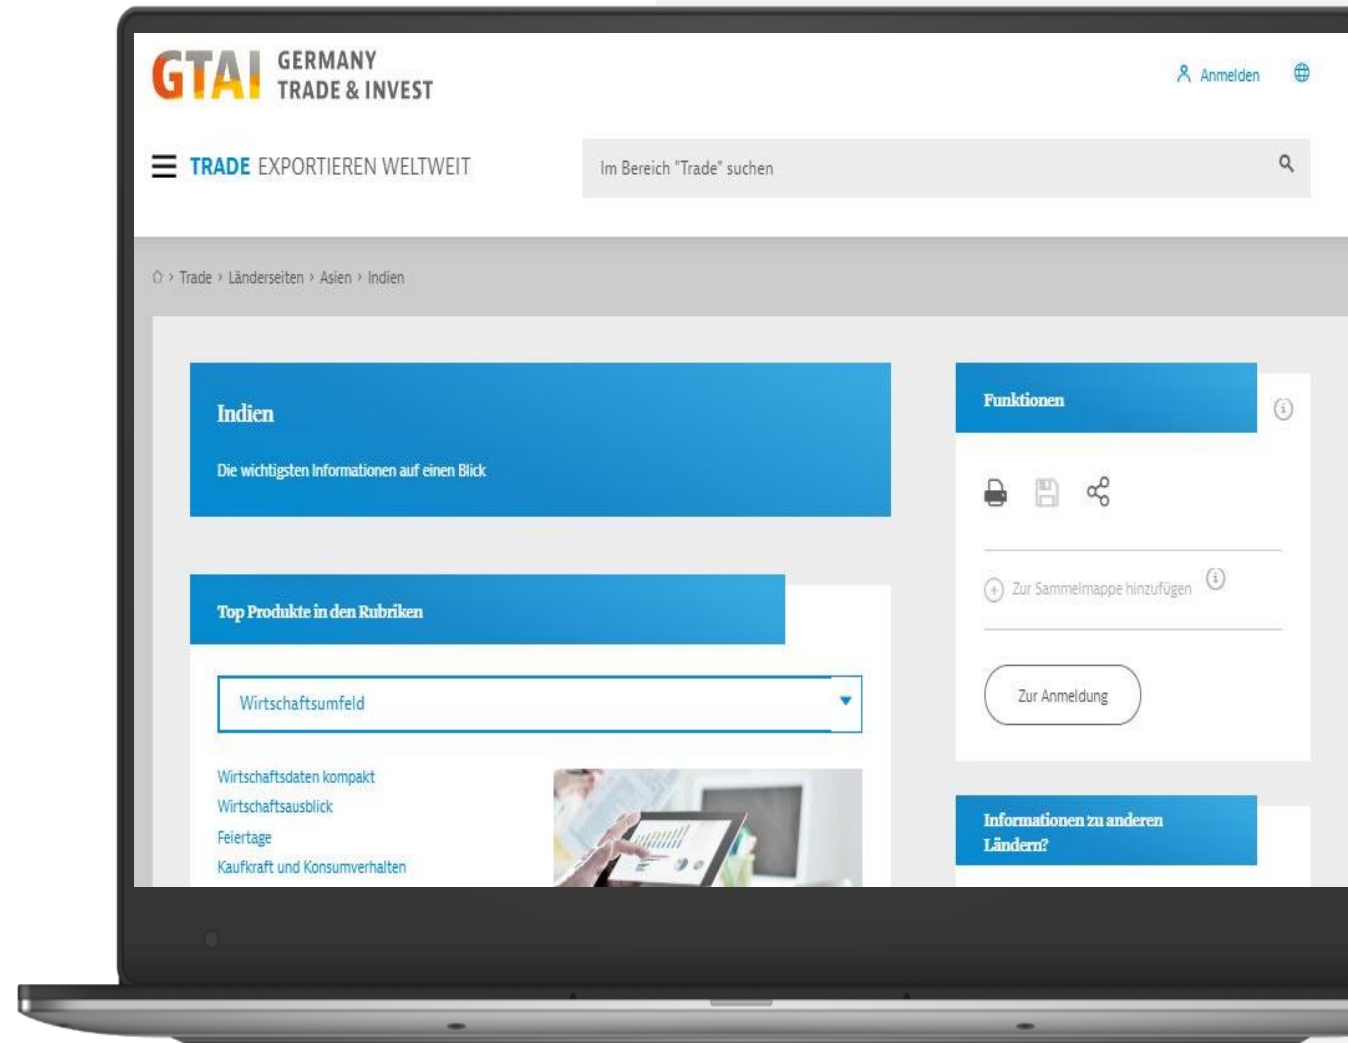 GTAI GERMANY
TRADE & INVEST
Anmelden
TRADE EXPORTIEREN WELTWEIT
Im Bereich "Trade" suchen
› Trade › Länderseiten › Asien › Indien
Indien
Die wichtigsten Informationen auf einen Blick
Funktionen
Zur Sammelmappe hinzufügen
Zur Anmeldung
Top Produkte in den Rubriken
Wirtschaftsumfeld
Wirtschaftsdaten kompakt
Wirtschaftsausblick
Feiertage
Kaufkraft und Konsumverhalten
Informationen zu anderen
Ländern?